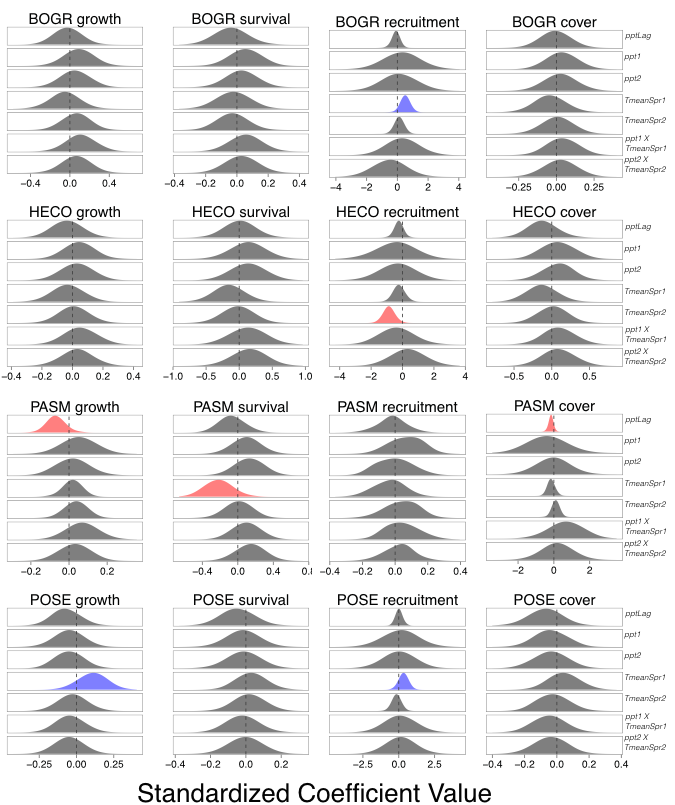 BOGR growth BOGR survival BOGR recruitment BOGR cover
pptLag
ppt1
ppt2
TmeanSpr1
TmeanSpr2
ppt1 X
TmeanSpr1
ppt2 X
TmeanSpr2
−0.4 0.0 0.4 −0.4 −0.2 0.0 0.2 0.4 −4 −2 0 2 4 −0.25 0.00 0.25
HECO growth HECO survival HECO recruitment HECO cover
pptLag
ppt1
ppt2
TmeanSpr1
TmeanSpr2
ppt1 X
TmeanSpr1
ppt2 X
TmeanSpr2
−0.4 −0.2 0.0 0.2 0.4 −1.0 −0.5 0.0 0.5 1.0 −4 −2 0 2 4 −0.5 0.0 0.5
PASM growth PASM survival PASM recruitment PASM cover
pptLag
ppt1
ppt2
TmeanSpr1
TmeanSpr2
ppt1 X
TmeanSpr1
ppt2 X
TmeanSpr2
−0.2 0.0 0.2 −0.4 0.0 0.4 −0.4 −0.2 0.0 0.2 0.4 −2 0 2
POSE growth POSE survival POSE recruitment POSE cover
pptLag
ppt1
ppt2
TmeanSpr1
TmeanSpr2
ppt1 X
TmeanSpr1
ppt2 X
TmeanSpr2
−0.25 0.00 0.25 −0.2 0.0 0.2 −2.5 0.0 2.5 −0.4 −0.2 0.0 0.2 0.4
Standardized Coefficient Value